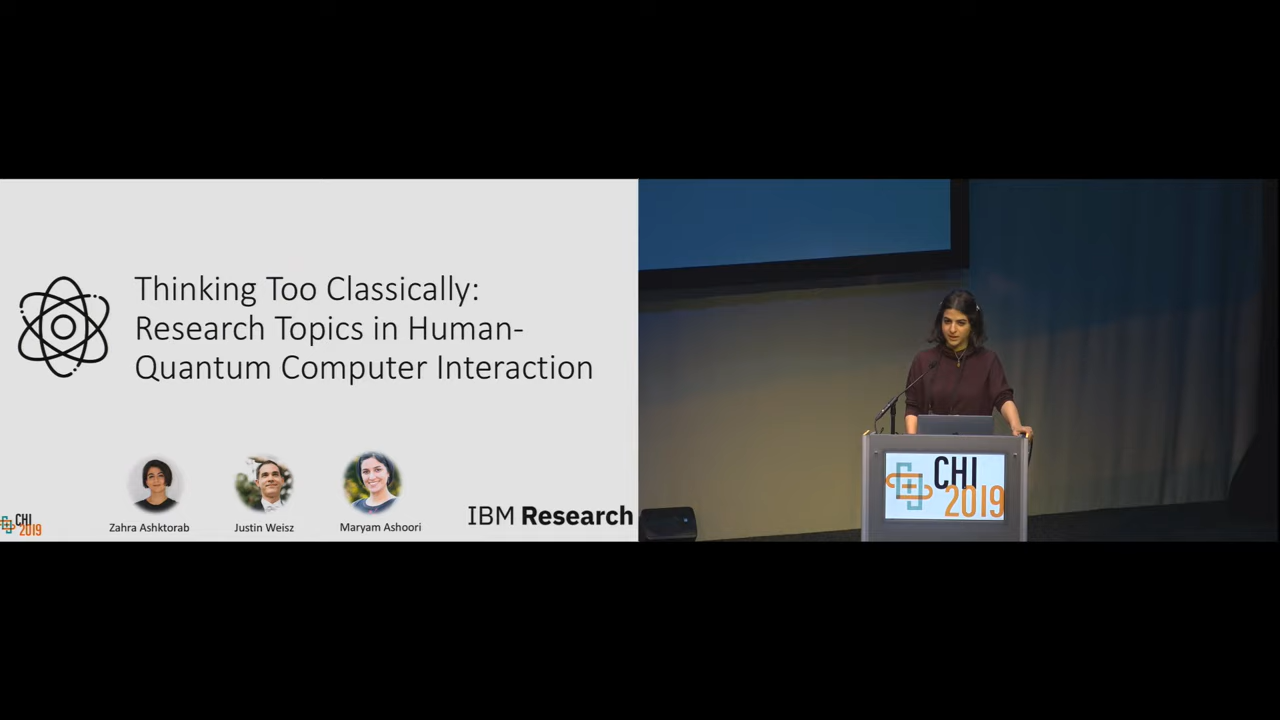 Thinking Too Classically:
Research Topics in Human-
Quantum Computer Interaction
Zahra Ashktorab
Justin Weisz
Maryam Ashoori
IBM Research
CHI
2019
CHI
2019